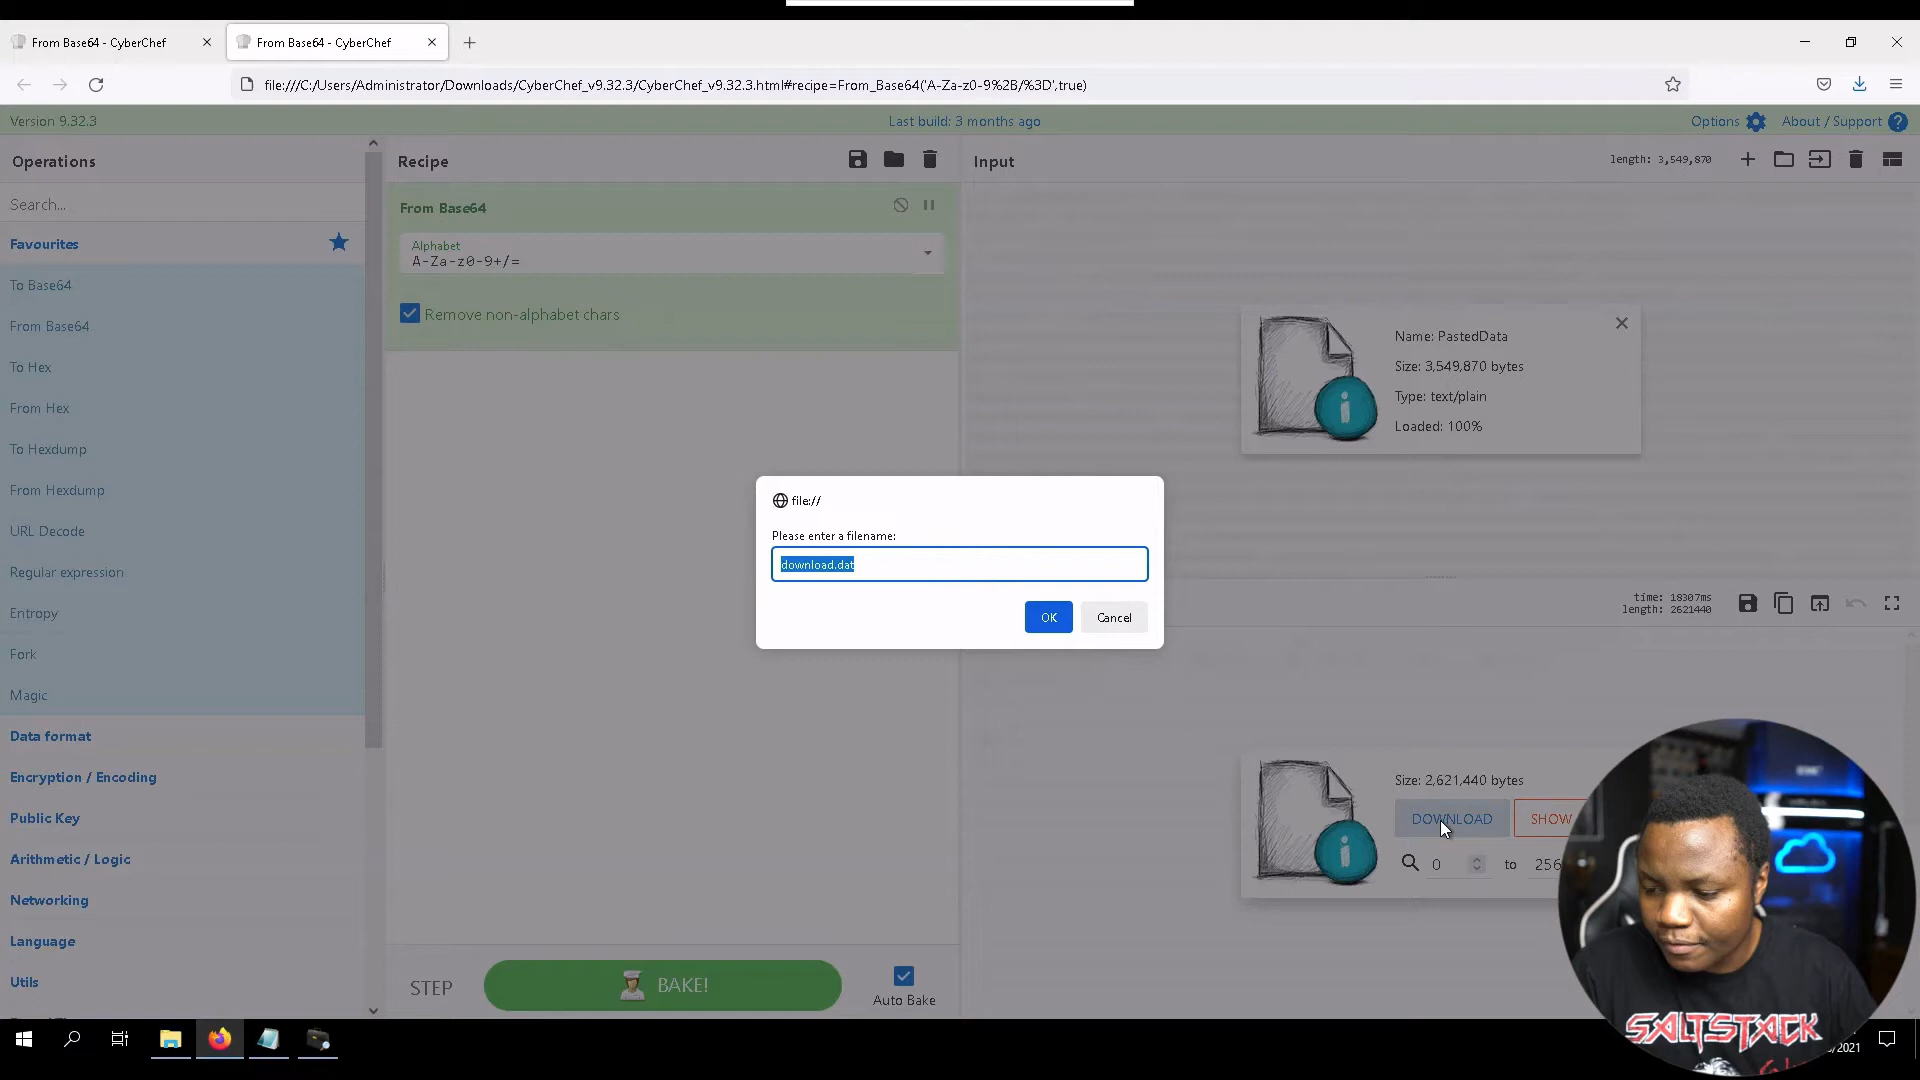 From Base64 - CyberChef
From Base64 - CyberChef
file:///C:/Users/Administrator/Downloads/CyberChef_v9.32.3/CyberChef_v9.32.3.html#recipe=From_Base64('A-Za-z0-9%2B/%3D',true)
Version 9.32.3
Last build: 3 months ago
Options
About / Support
Operations
Search...
Favourites
To Base64
From Base64
To Hex
From Hex
To Hexdump
From Hexdump
URL Decode
Regular expression
Entropy
Fork
Magic
Data format
Encryption / Encoding
Public Key
Arithmetic / Logic
Networking
Language
Utils
Recipe
From Base64
Alphabet
A-Za-z0-9+/=
Remove non-alphabet chars
STEP
BAKE!
Auto Bake
Input
length: 3,549,870
Name: PastedData
Size: 3,549,870 bytes
Type: text/plain
Loaded: 100%
file://
Please enter a filename:
download.dat
OK
Cancel
time: 18307ms
length: 2621440
Size: 2,621,440 bytes
DOWNLOAD
SHOW
0
to
256
SALTSTACK
/2021